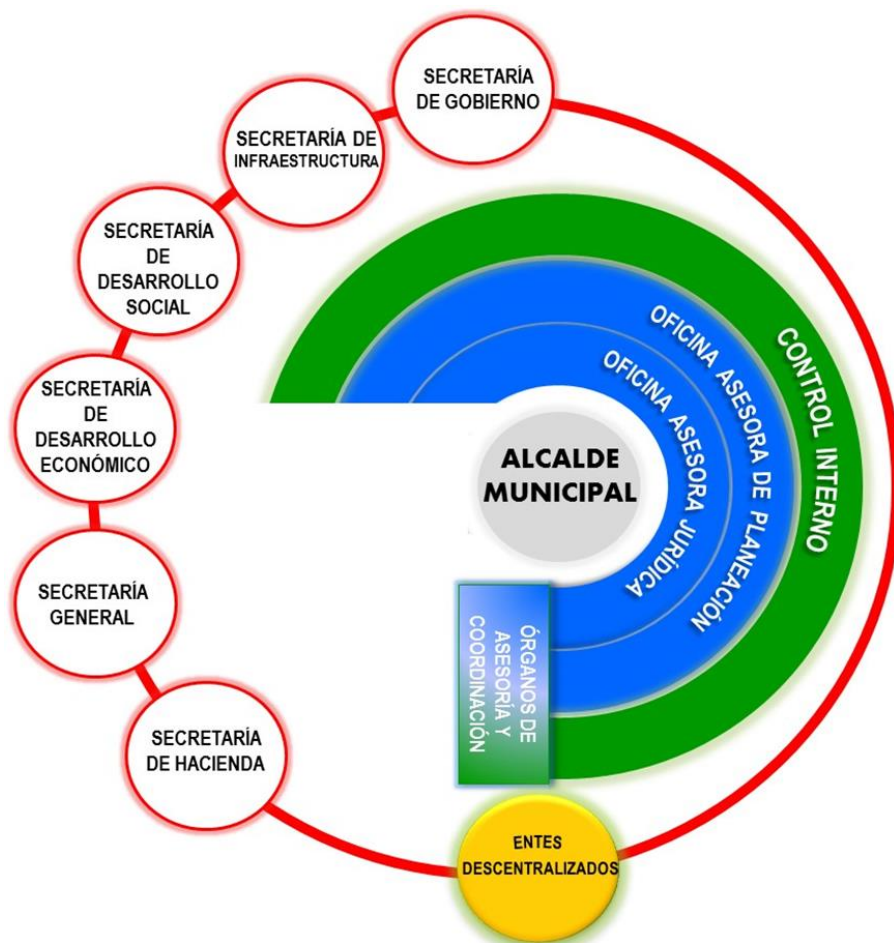 SECRETARÍA
DE GOBIERNO
SECRETARÍA DE
INFRAESTRUCTURA
SECRETARÍA
DE
DESARROLLO
SOCIAL
SECRETARÍA
DE
DESARROLLO
ECONÓMICO
SECRETARÍA
GENERAL
SECRETARÍA
DE HACIENDA
ALCALDE
MUNICIPAL
OFICINA ASESORA JURÍDICA
OFICINA ASESORA DE PLANEACIÓN
CONTROL INTERNO
ÓRGANOS DE
ASESORÍA Y
COORDINACIÓN
ENTES
DESCENTRALIZADOS